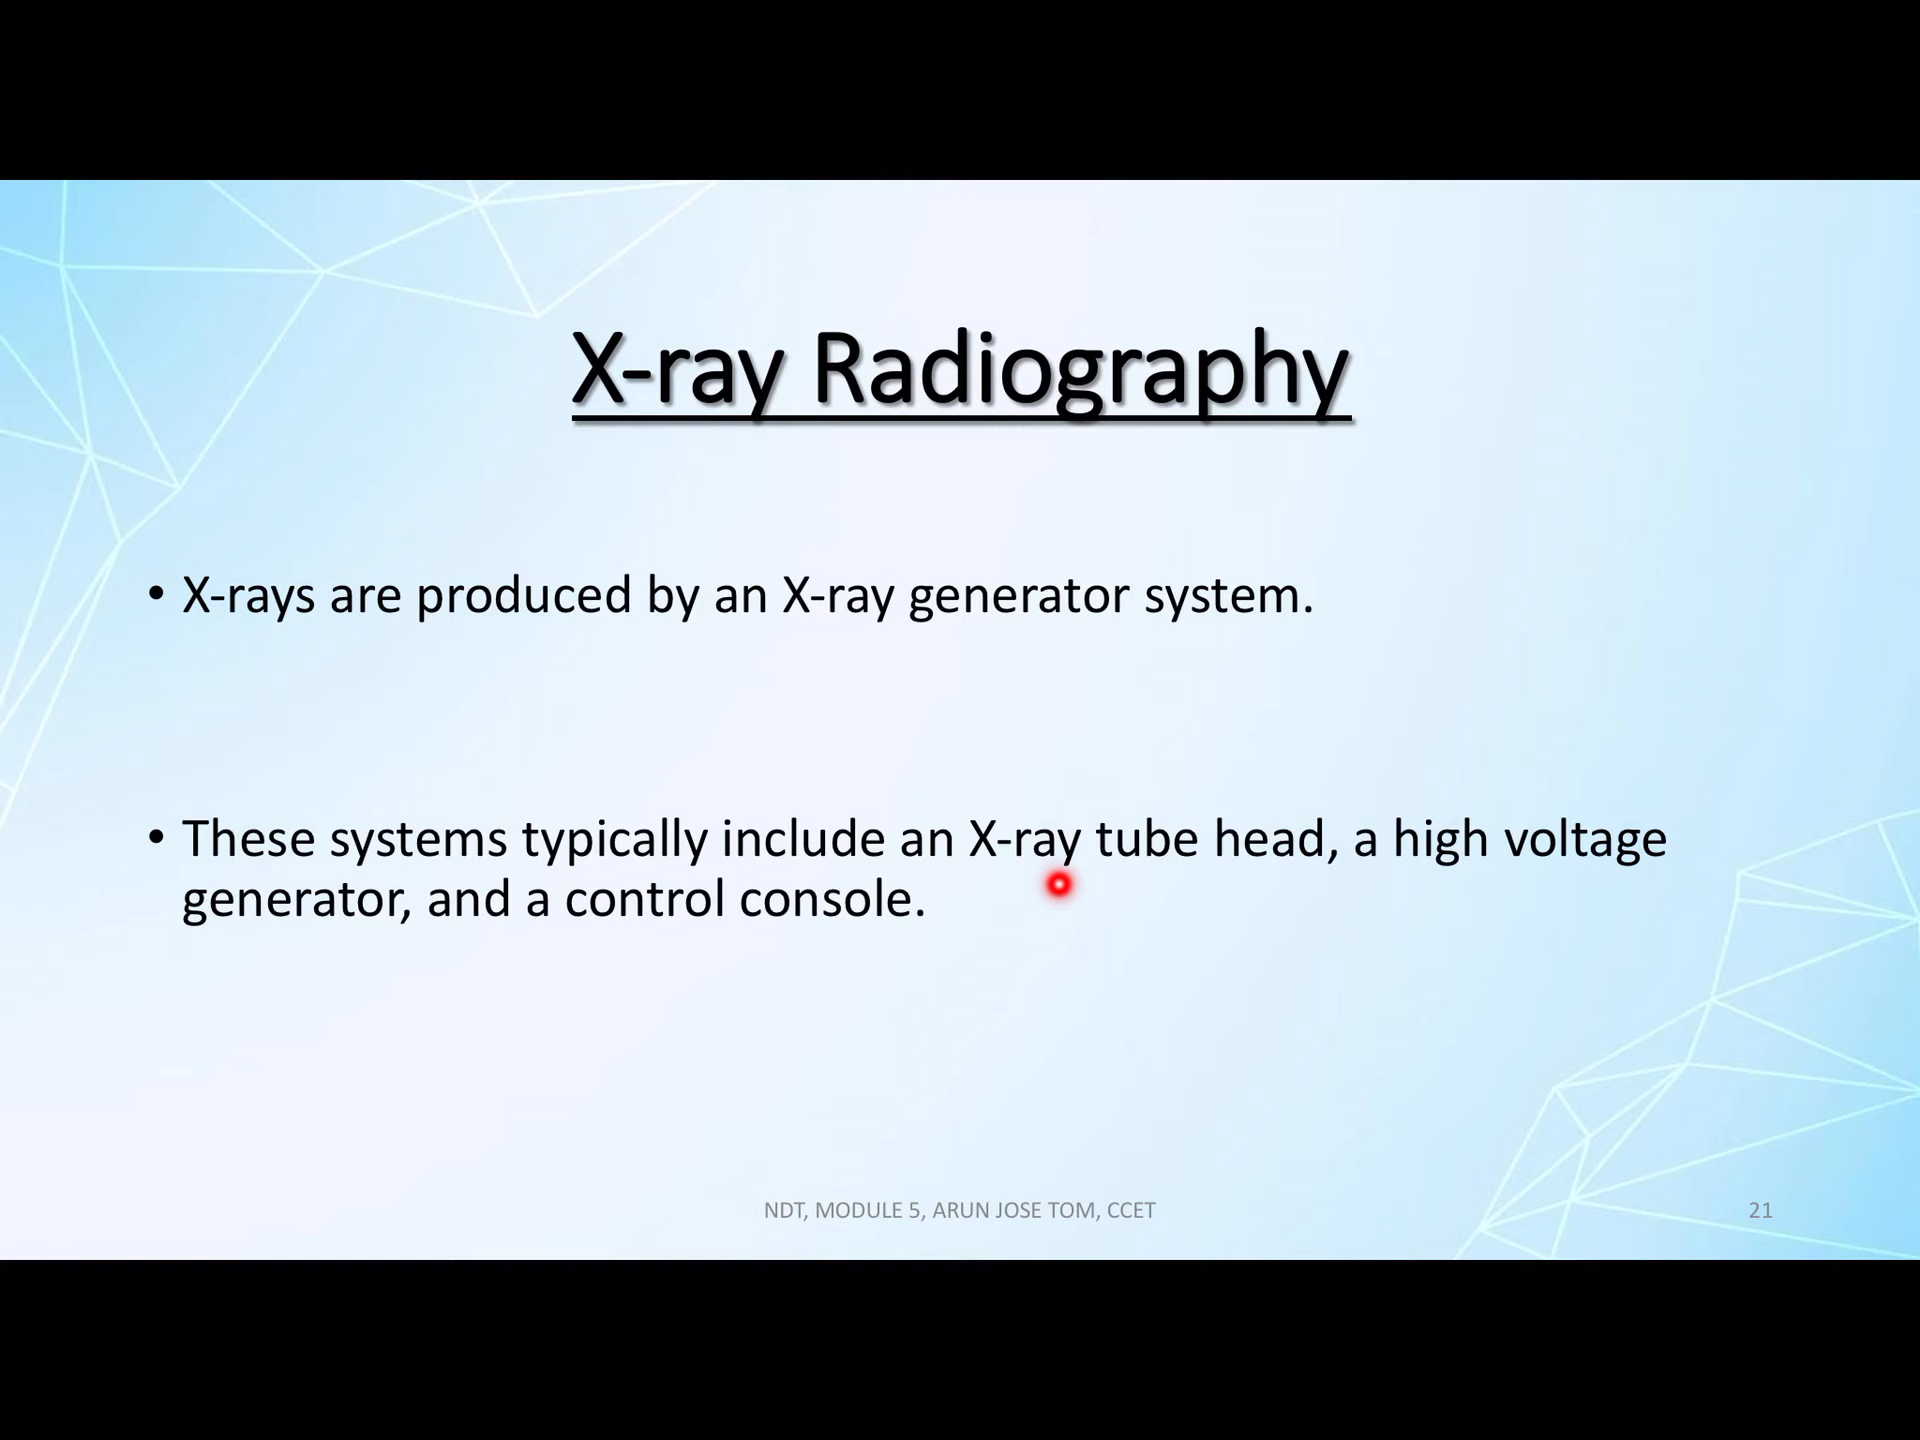 X-ray Radiography
• X-rays are produced by an X-ray generator system.
• These systems typically include an X-ray tube head, a high voltage
generator, and a control console.
NDT, MODULE 5, ARUN JOSE TOM, CCET
21